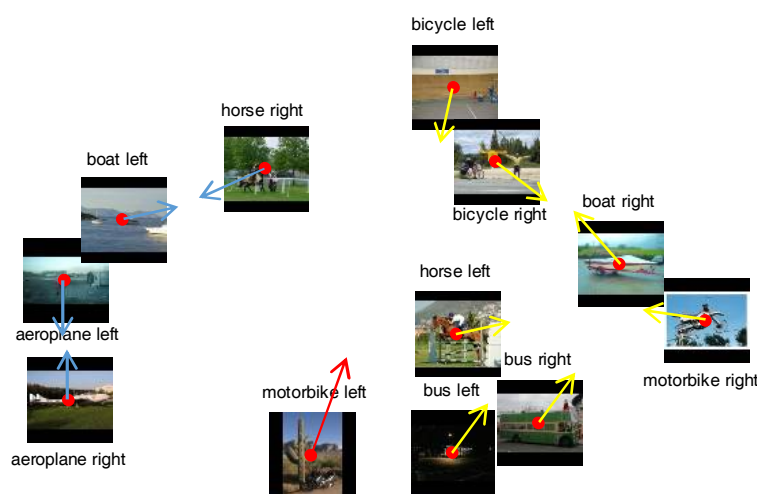 bicycle left
horse right
boat left
bicycle right
boat right
horse left
aeroplane left
bus right
motorbike left
bus left
motorbike right
aeroplane right